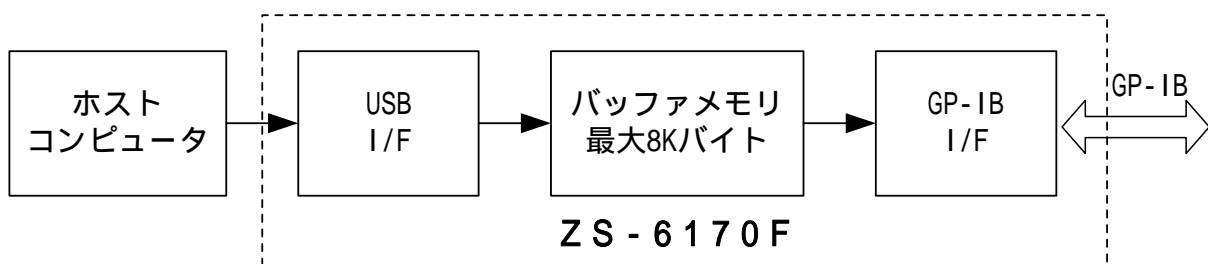 ホスト
コンピュータ
USB
I/F
バッファメモリ
最大8Kバイト
GP-IB
I/F
GP-IB
ZS-6170F